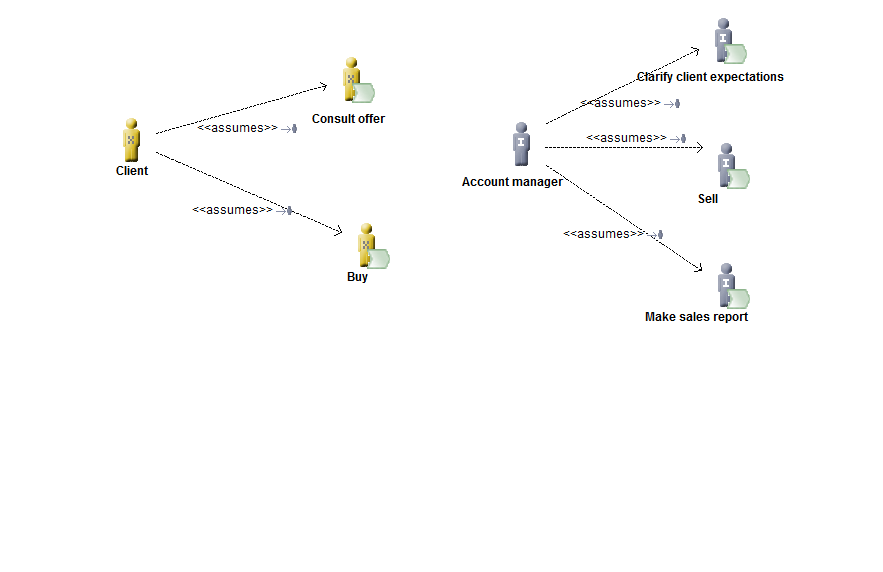 Consult offer
<<assumes>>
Client
<<assumes>>
Buy
Clarify client expectations
<<assumes>>
<<assumes>>
Account manager
Sell
<<assumes>>
Make sales report